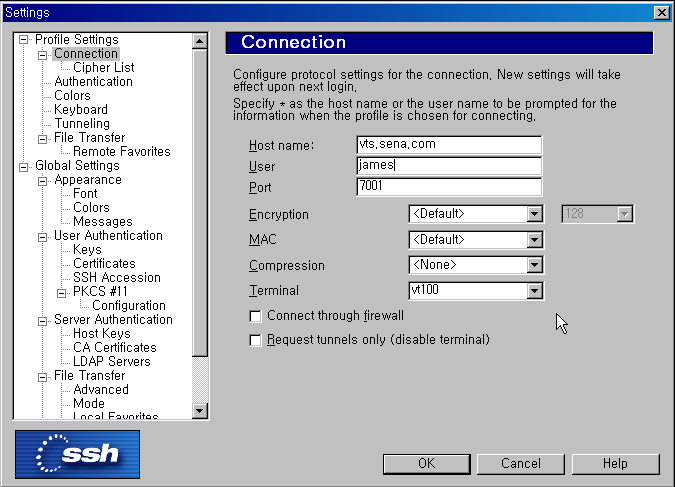 Settings
Profile Settings
Connection
Cipher List
Authentication
Colors
Keyboard
Tunneling
File Transfer
Remote Favorites
Global Settings
Appearance
Font
Colors
Messages
User Authentication
Keys
Certificates
SSH Accession
PKCS #11
Configuration
Server Authentication
Host Keys
CA Certificates
LDAP Servers
File Transfer
Advanced
Mode
Local Favorites
ssh
Connection
Configure protocol settings for the connection. New settings will take
effect upon next login.
Specify * as the host name or the user name to be prompted for the
information when the profile is chosen for connecting.
Host name: vts.sena.com
User james
Port 7001
Encryption <Default> 128
MAC <Default>
Compression <None>
Terminal vt100
Connect through firewall
Request tunnels only (disable terminal)
OK Cancel Help